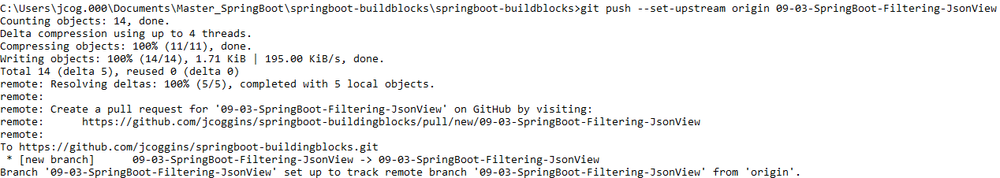 C:\Users\jcog.000\Documents\Master_SpringBoot\springboot-buildblocks\springboot-buildblocks>git push --set-upstream origin 09-03-SpringBoot-Filtering-JsonView
Counting objects: 14, done.
Delta compression using up to 4 threads.
Compressing objects: 100% (11/11), done.
Writing objects: 100% (14/14), 1.71 KiB | 195.00 KiB/s, done.
Total 14 (delta 5), reused 0 (delta 0)
remote: Resolving deltas: 100% (5/5), completed with 5 local objects.
remote:
remote: Create a pull request for '09-03-SpringBoot-Filtering-JsonView' on GitHub by visiting:
remote:      https://github.com/jcoggins/springboot-buildingblocks/pull/new/09-03-SpringBoot-Filtering-JsonView
remote:
To https://github.com/jcoggins/springboot-buildingblocks.git
 * [new branch]      09-03-SpringBoot-Filtering-JsonView -> 09-03-SpringBoot-Filtering-JsonView
Branch '09-03-SpringBoot-Filtering-JsonView' set up to track remote branch '09-03-SpringBoot-Filtering-JsonView' from 'origin'.